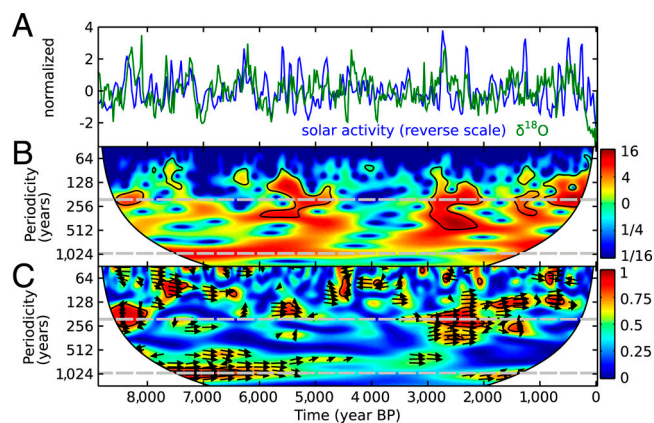 A
normalized
4
2
0
-2
solar activity (reverse scale) δ18O
B
Periodicity
(years)
64
128
256
512
1,024
16
4
0
1/4
1/16
C
Periodicity
(years)
64
128
256
512
1,024
1
0.75
0.5
0.25
0
8,000 7,000 6,000 5,000 4 000 3,000 2,000 1,000 0
Time (year BP)